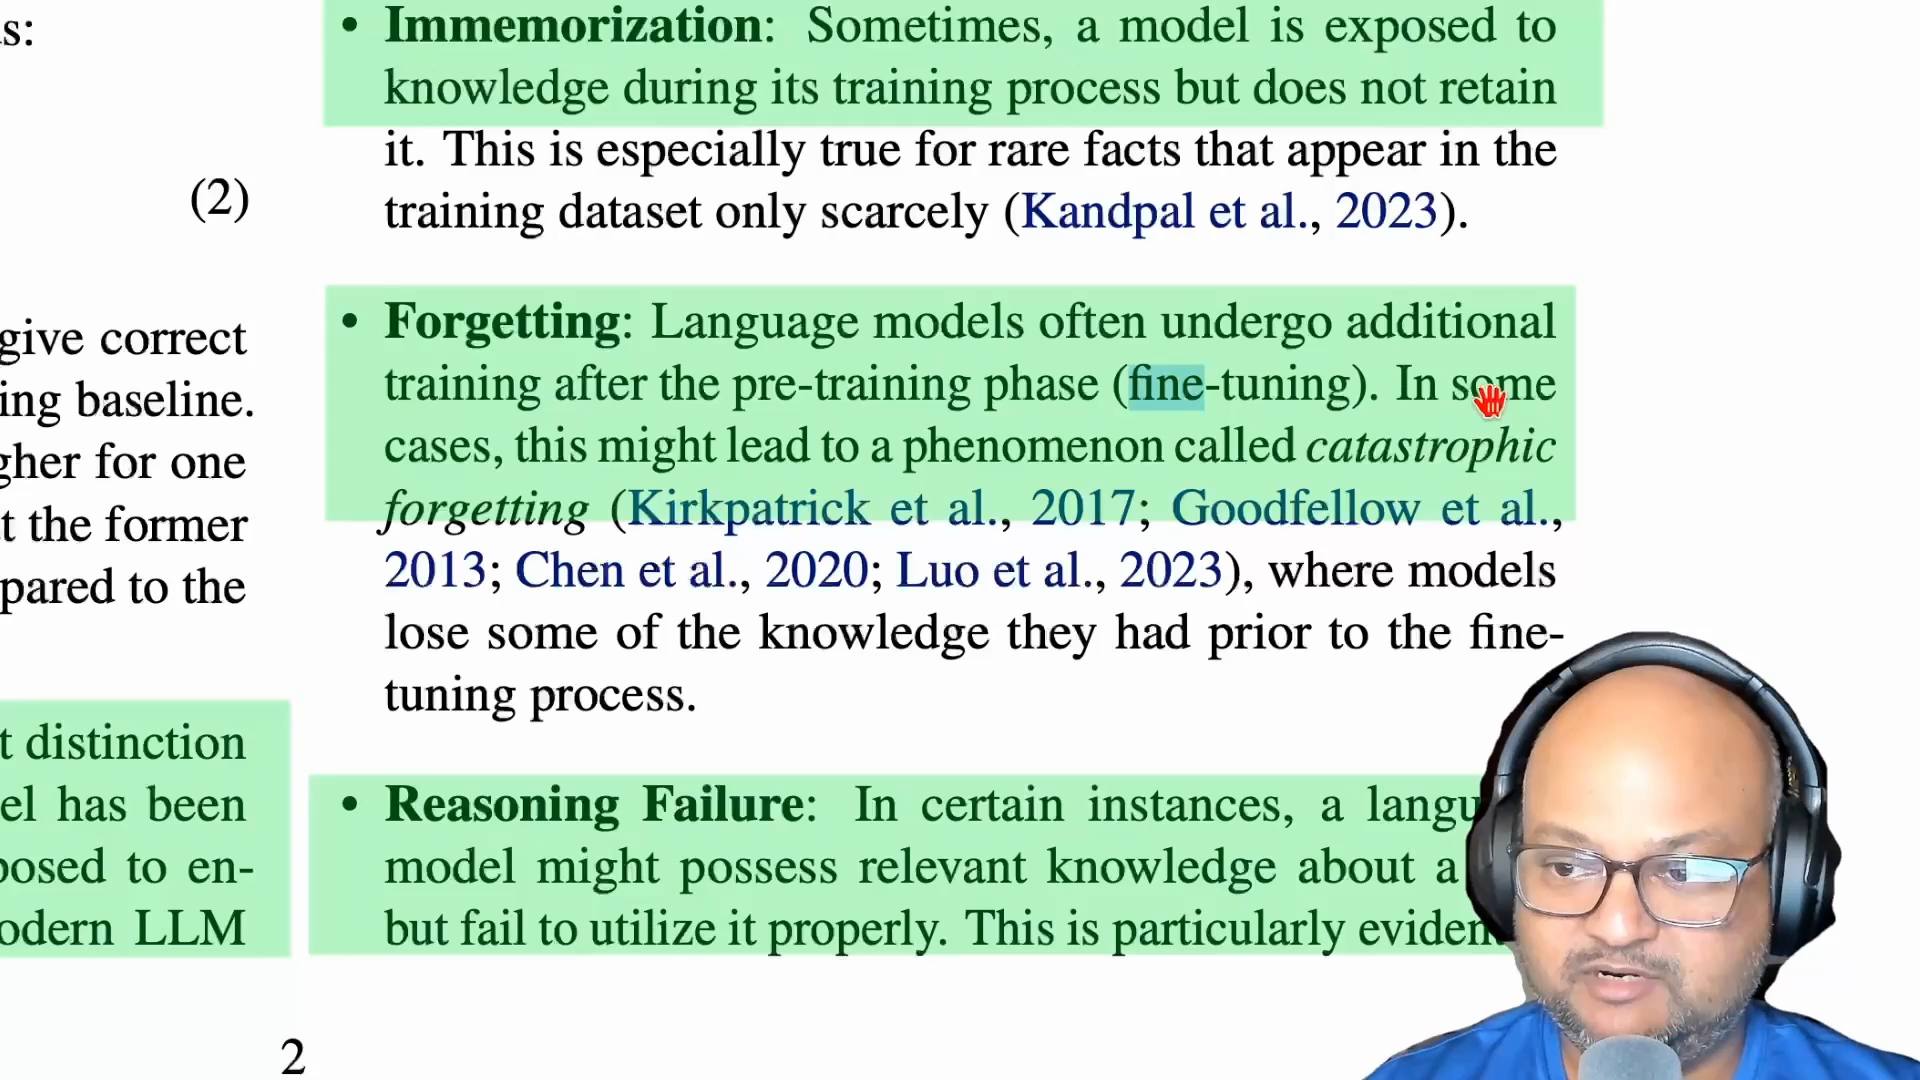 s:
(2)
give correct
ing baseline.
gher for one
t the former
pared to the
t distinction
el has been
posed to en-
odern LLM
• Immemorization: Sometimes, a model is exposed to
knowledge during its training process but does not retain
it. This is especially true for rare facts that appear in the
training dataset only scarcely (Kandpal et al., 2023).
• Forgetting: Language models often undergo additional
training after the pre-training phase (fine-tuning). In some
cases, this might lead to a phenomenon called catastrophic
forgetting (Kirkpatrick et al., 2017; Goodfellow et al.,
2013; Chen et al., 2020; Luo et al., 2023), where models
lose some of the knowledge they had prior to the fine-
tuning process.
• Reasoning Failure: In certain instances, a langu
model might possess relevant knowledge about a
but fail to utilize it properly. This is particularly eviden
2